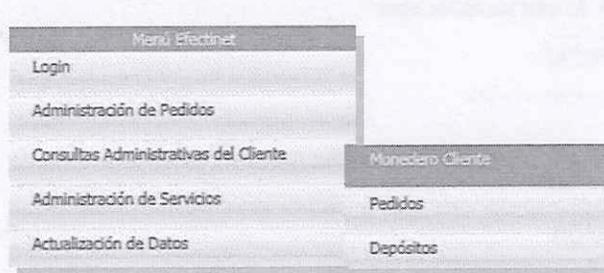 Menú Efectinet
Login
Administración de Pedidos
Consultas Administrativas del Cliente
Administración de Servicios
Actualización de Datos
Monedero Cliente
Pedidos
Depósitos